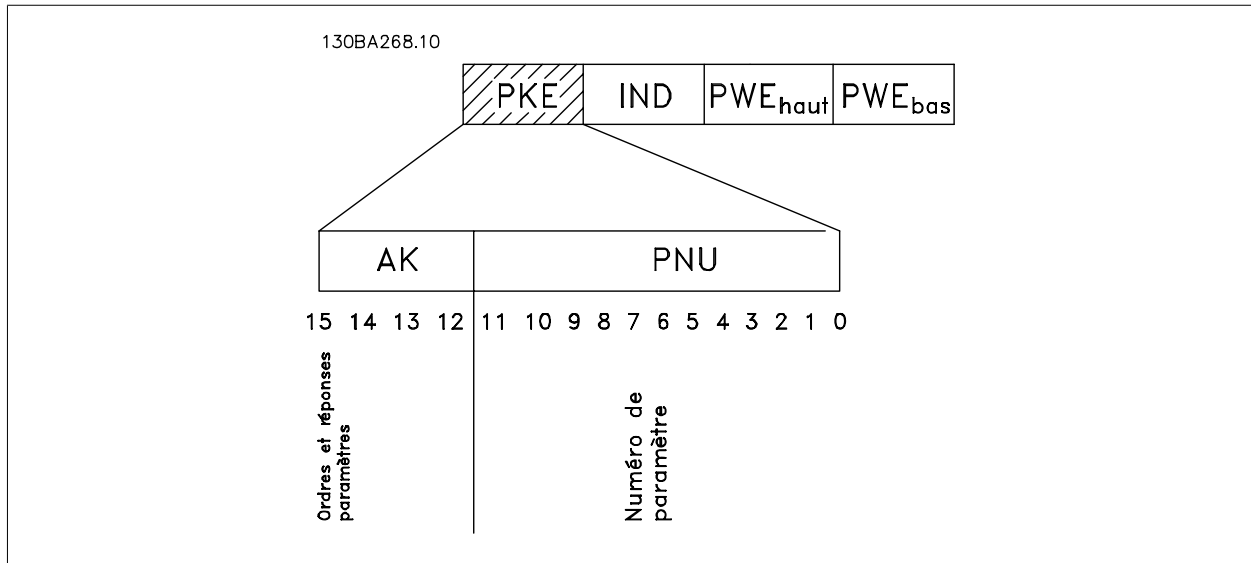 130BA268.10
PKE IND PWEhaut PWEbas
AK PNU
15 14 13 12 11 10 9 8 7 6 5 4 3 2 1 0
Ordres et réponses
paramètres
Numéro de
paramètre